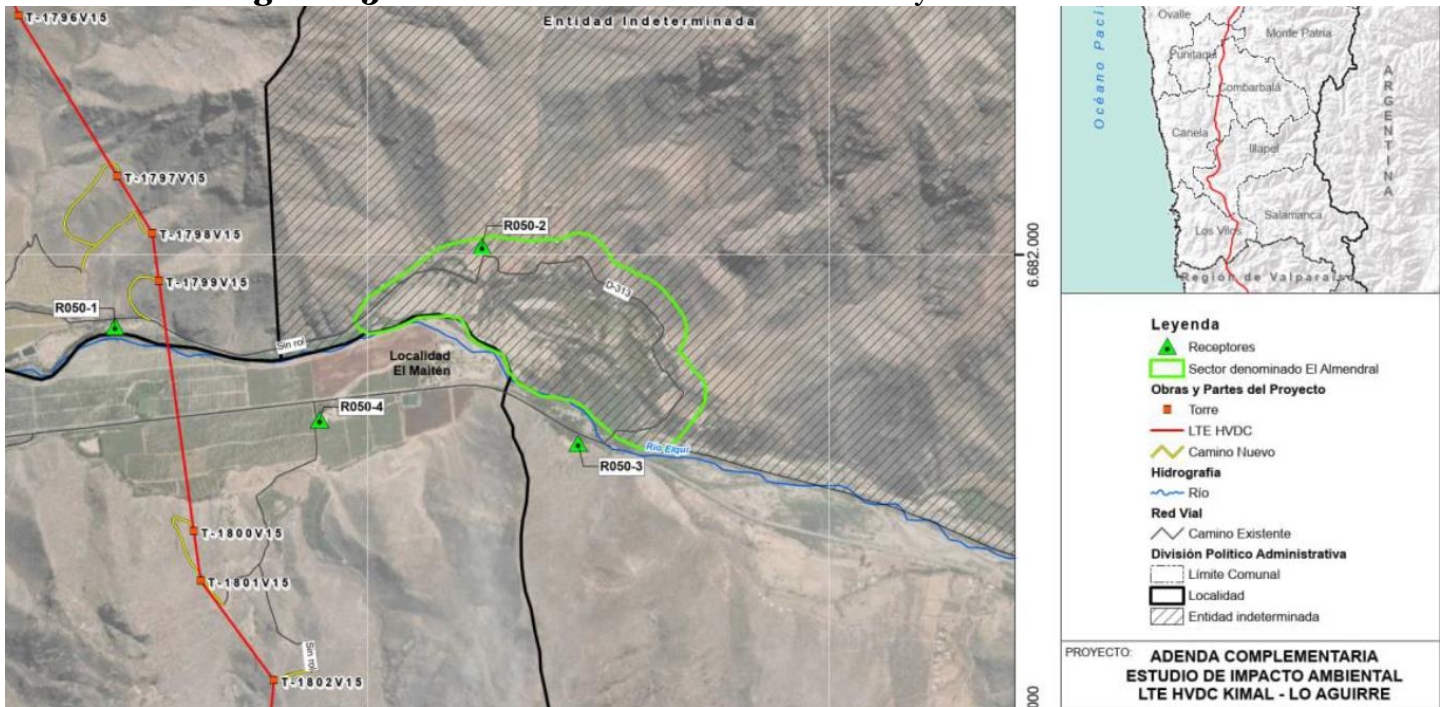 T-1796V15
Entidad Indeterminada
T-1797V15
R050-2
T-1798V15
T-1799V15
D-313
R050-1
Sin rol
Localidad
El Maitén
R050-4
Río Elqui
R050-3
T-1800V15
T-1801V15
Sin rol
T-1802V15
6.682.000
000
Océano Pací
Ovalle
Monte Patria
Punitaqui
Combarbalá
ARGENTINA
Canela
Illapel
Salamanca
Los Vilos
Región de Valparaís
Leyenda
Receptores
Sector denominado El Almendral
Obras y Partes del Proyecto
Torre
LTE HVDC
Camino Nuevo
Hidrografia
Río
Red Vial
Camino Existente
División Político Administrativa
Límite Comunal
Localidad
Entidad indeterminada
PROYECTO: ADENDA COMPLEMENTARIA
ESTUDIO DE IMPACTO AMBIENTAL
LTE HVDC KIMAL - LO AGUIRRE